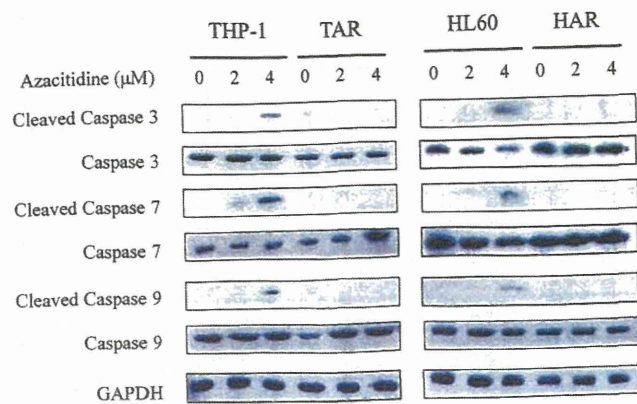 THP-1 TAR HL60 HAR
Azacitidine (μM) 0 2 4 0 2 4 0 2 4 0 2 4
Cleaved Caspase 3
Caspase 3
Cleaved Caspase 7
Caspase 7
Cleaved Caspase 9
Caspase 9
GAPDH